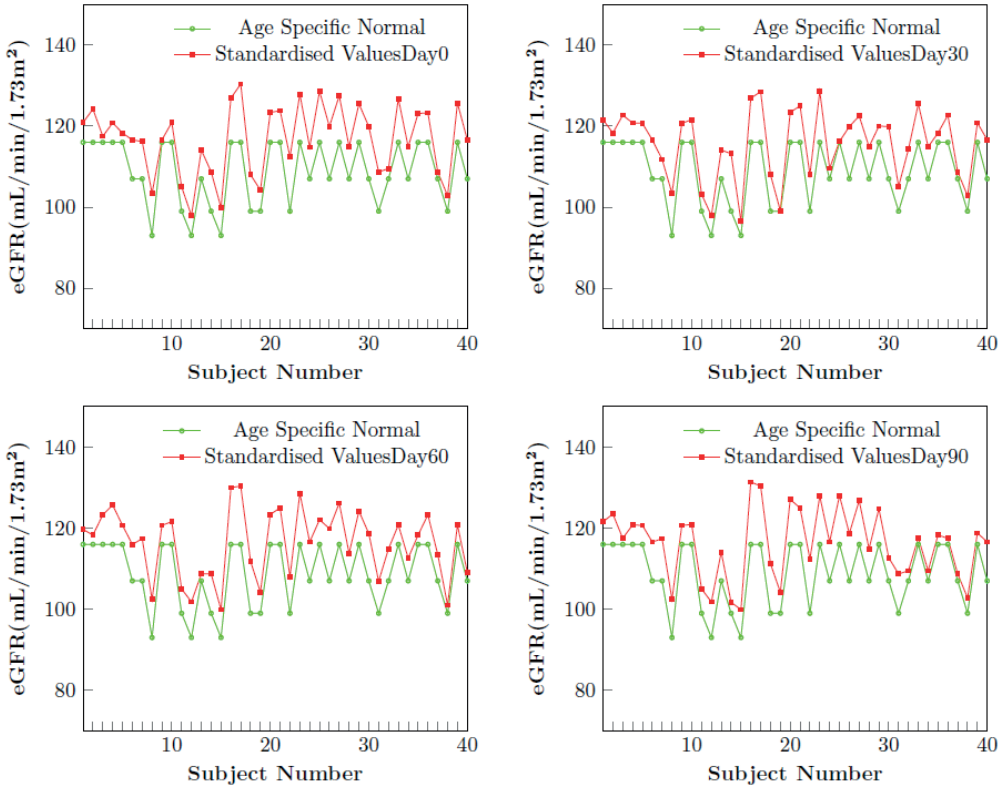 Age Specific Normal
Standardised ValuesDay0
140
120
100
80
10
20
30
40
eGFR(mL/min/1.73m²)
Subject Number
Age Specific Normal
Standardised ValuesDay30
140
120
100
80
10
20
30
40
eGFR(mL/min/1.73m²)
Subject Number
Age Specific Normal
Standardised ValuesDay60
140
120
100
80
10
20
30
40
eGFR(mL/min/1.73m²)
Subject Number
Age Specific Normal
Standardised ValuesDay90
140
120
100
80
10
20
30
40
eGFR(mL/min/1.73m²)
Subject Number